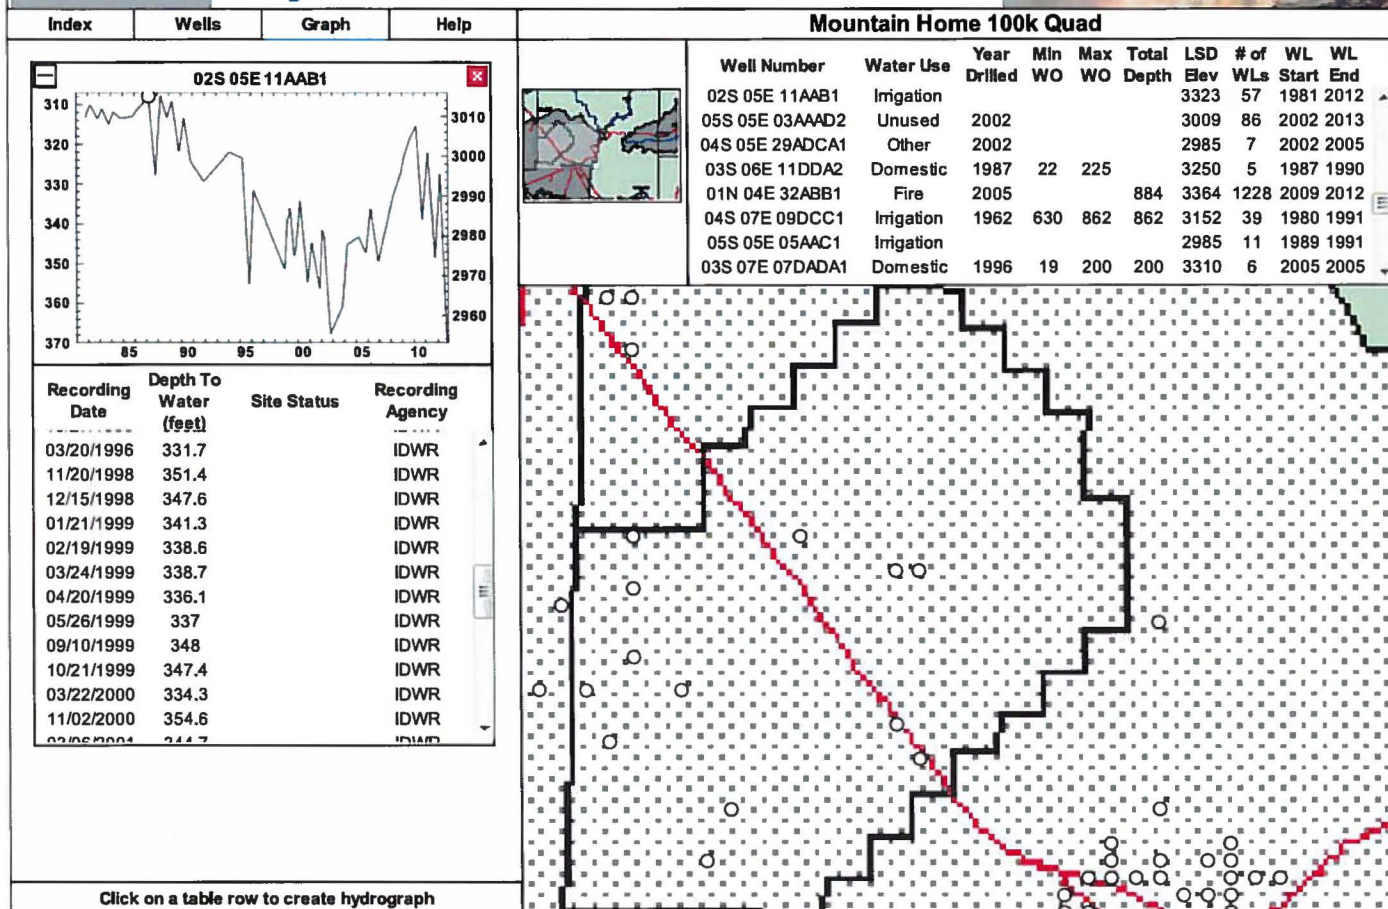 Index Wells Graph Help
Mountain Home 100k Quad
02S 05E 11AAB1
310
320
330
340
350
360
370
3010
3000
2990
2980
2970
2960
85 90 95 00 05 10
Recording Date Depth To Water (feet) Site Status Recording Agency
03/20/1996 331.7 IDWR
11/20/1998 351.4 IDWR
12/15/1998 347.6 IDWR
01/21/1999 341.3 IDWR
02/19/1999 338.6 IDWR
03/24/1999 338.7 IDWR
04/20/1999 336.1 IDWR
05/26/1999 337 IDWR
09/10/1999 348 IDWR
10/21/1999 347.4 IDWR
03/22/2000 334.3 IDWR
11/02/2000 354.6 IDWR
Click on a table row to create hydrograph
Well Number Water Use Year Drilled Min WO Max WO Total Depth LSD Elev # of WLs WL Start WL End
02S 05E 11AAB1 Irrigation 3323 57 1981 2012
05S 05E 03AAAD2 Unused 2002 3009 86 2002 2013
04S 05E 29ADCA1 Other 2002 2985 7 2002 2005
03S 06E 11DDA2 Domestic 1987 22 225 3250 5 1987 1990
01N 04E 32ABB1 Fire 2005 884 3364 1228 2009 2012
04S 07E 09DCC1 Irrigation 1962 630 862 862 3152 39 1980 1991
05S 05E 05AAC1 Irrigation 2985 11 1989 1991
03S 07E 07DADA1 Domestic 1996 19 200 200 3310 6 2005 2005